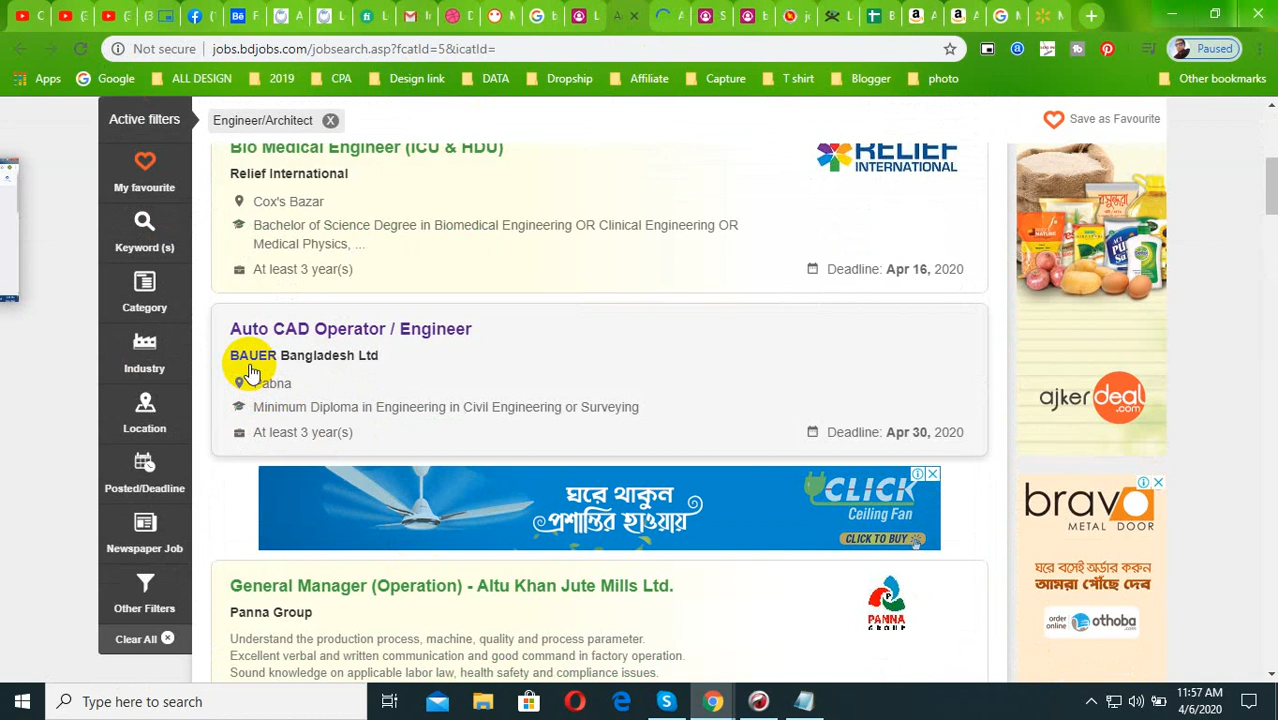 Not secure jobs.bdjobs.com/jobsearch.asp?fcatId=5&icatId=
Paused
Apps Google ALL DESIGN 2019 CPA Design link DATA Dropship Affiliate Capture T shirt Blogger photo Other bookmarks
Active filters
Engineer/Architect X
Save as Favourite
My favourite
Keyword (s)
Category
Industry
Location
Posted/Deadline
Newspaper Job
Other Filters
Clear All
Bio Medical Engineer (ICU & HDU)
Relief International
RELIEF
INTERNATIONAL
Cox's Bazar
Bachelor of Science Degree in Biomedical Engineering OR Clinical Engineering OR
Medical Physics, ...
At least 3 year(s)
Deadline: Apr 16, 2020
Auto CAD Operator / Engineer
BAUER Bangladesh Ltd
Pabna
Minimum Diploma in Engineering in Civil Engineering or Surveying
At least 3 year(s)
Deadline: Apr 30, 2020
ঘরে থাকুন
প্রশান্তির হাওয়ায়
CLICK
Ceiling Fan
CLICK TO BUY
General Manager (Operation) - Altu Khan Jute Mills Ltd.
Panna Group
PANNA
GROUP
Understand the production process, machine, quality and process parameter.
Excellent verbal and written communication and good command in factory operation.
Sound knowledge on applicable labor law, health safety and compliance issues.
ajkerdeal.com
bravo
METAL DOOR
ঘরে বসেই অর্ডার করুন
আমরা পৌঁছে দেব
order
online
othoba.com
Type here to search
11:57 AM
4/6/2020